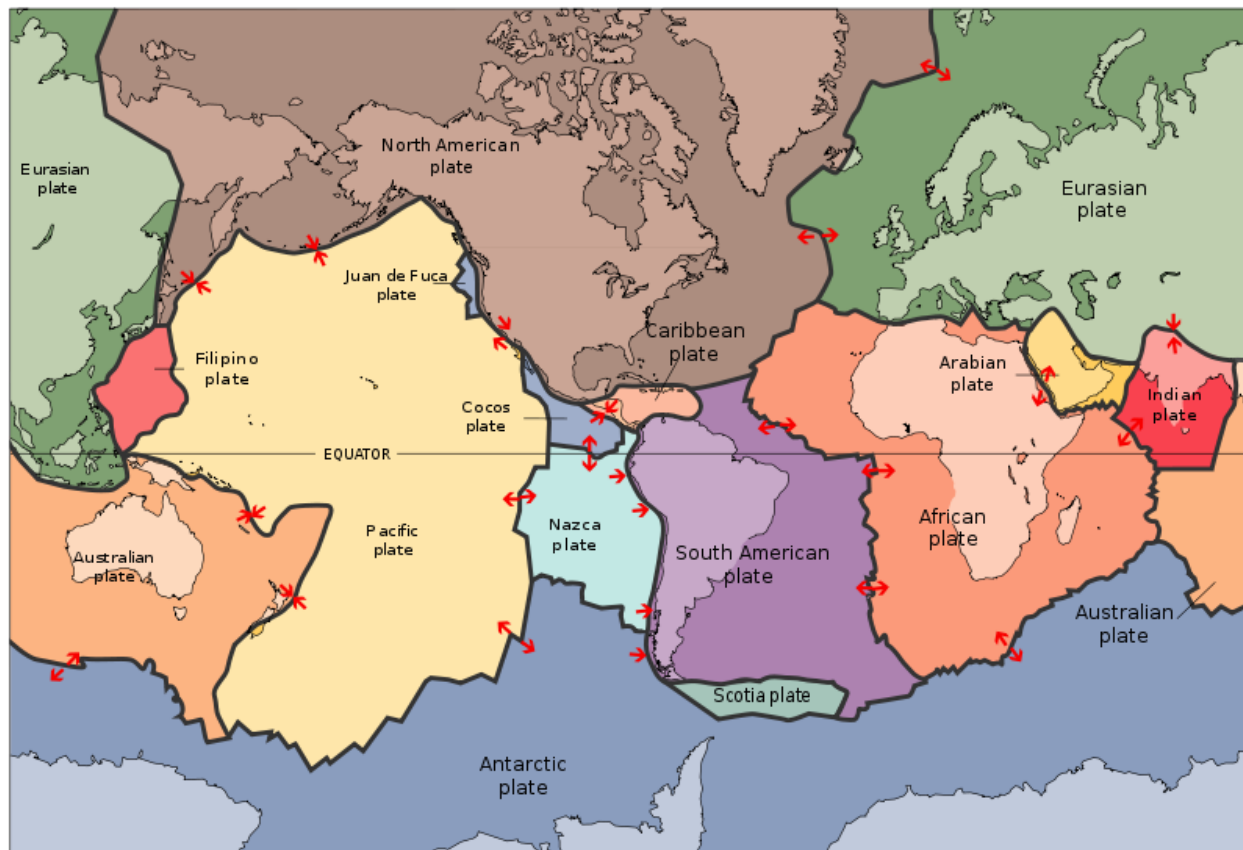 North American
plate
Eurasian
plate
Eurasian
plate
Juan de Fuca
plate
Caribbean
plate
Filipino
plate
Arabian
plate
Indian
plate
Cocos
plate
EQUATOR
Pacific
plate
Nazca
plate
South American
plate
African
plate
Australian
plate
Australian
plate
Scotia plate
Antarctic
plate